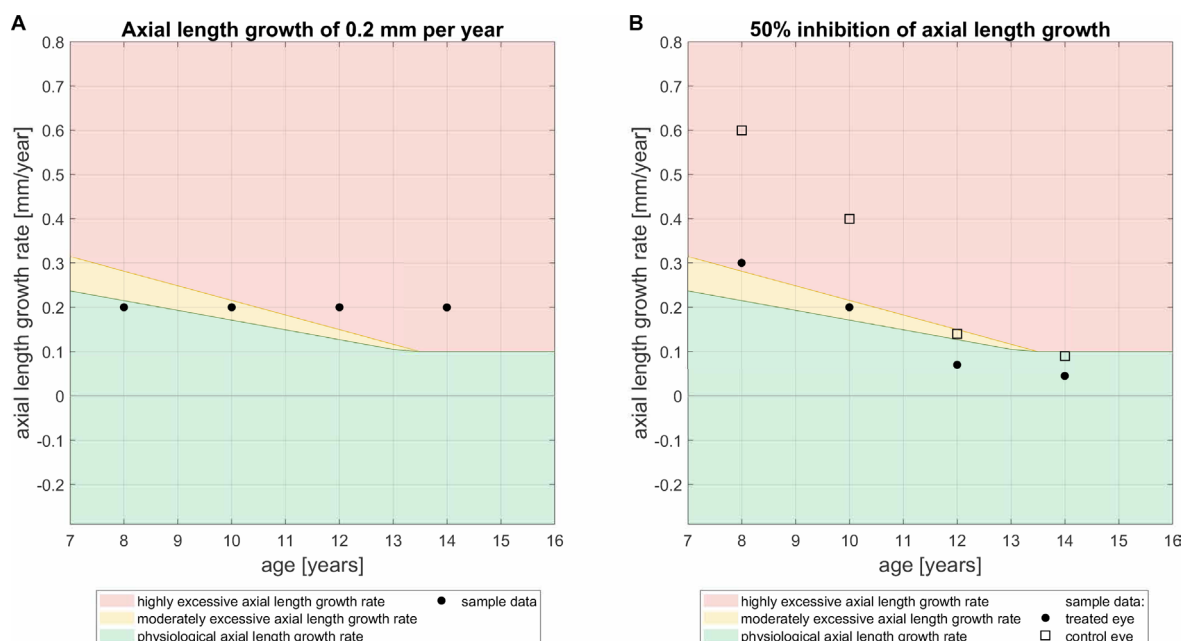 A
Axial length growth of 0.2 mm per year
axial length growth rate [mm/year]
0.8
0.7
0.6
0.5
0.4
0.3
0.2
0.1
0
-0.1
-0.2
7 8 9 10 11 12 13 14 15 16
age [years]
highly excessive axial length growth rate
moderately excessive axial length growth rate
physiological axial length growth rate
sample data
B
50% inhibition of axial length growth
axial length growth rate [mm/year]
0.8
0.7
0.6
0.5
0.4
0.3
0.2
0.1
0
-0.1
-0.2
7 8 9 10 11 12 13 14 15 16
age [years]
highly excessive axial length growth rate
moderately excessive axial length growth rate
physiological axial length growth rate
sample data:
treated eye
control eye